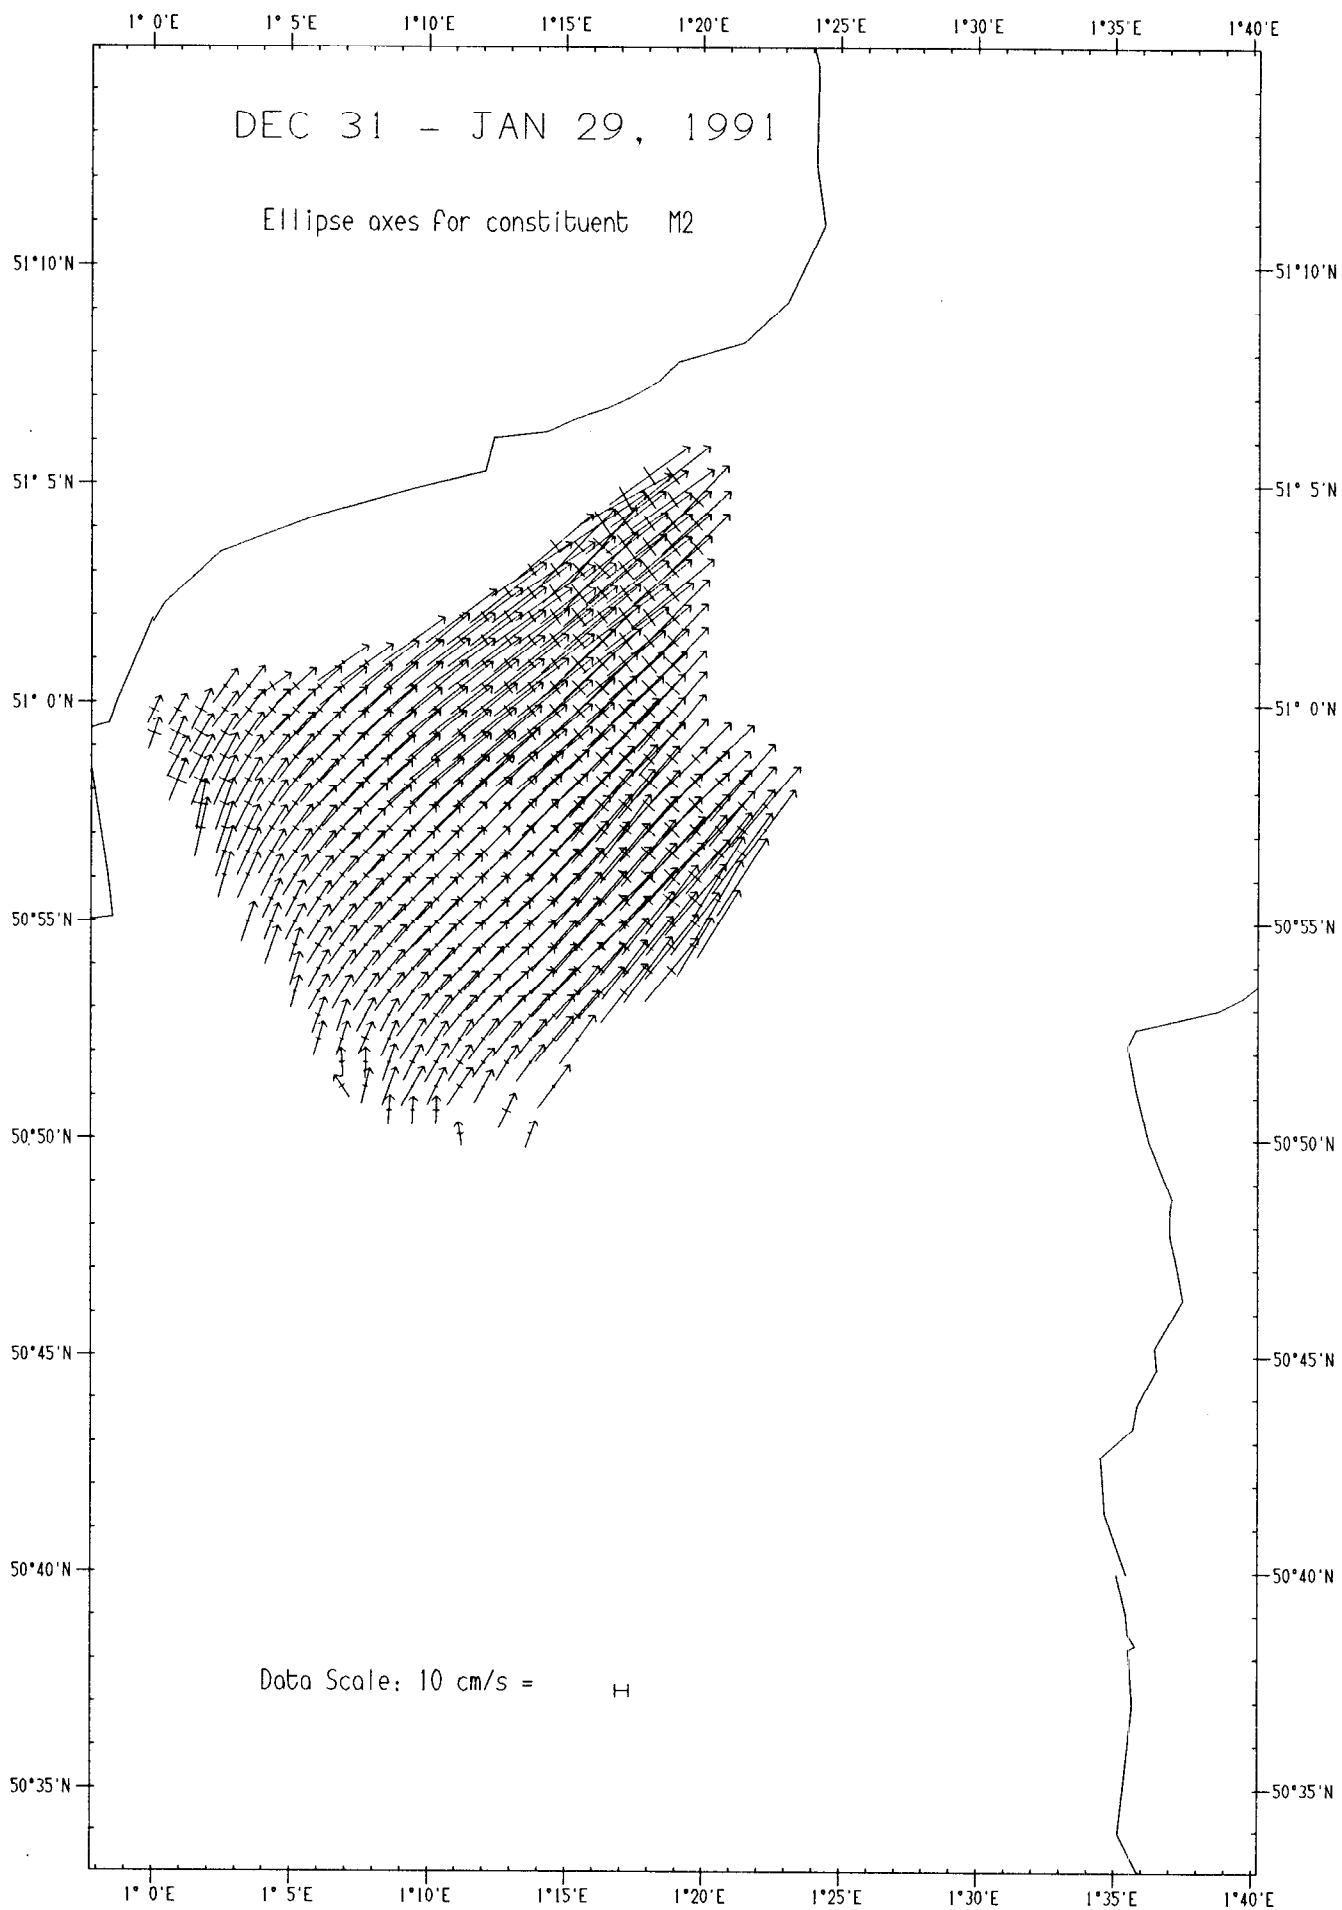 1° 0'E 1° 5'E 1°10'E 1°15'E 1°20'E 1°25'E 1°30'E 1°35'E 1°40'E
DEC 31 - JAN 29, 1991
Ellipse axes for constituent M2
51°10'N 51°10'N
51° 5'N 51° 5'N
51° 0'N 51° 0'N
50°55'N 50°55'N
50°50'N 50°50'N
50°45'N 50°45'N
50°40'N 50°40'N
Data Scale: 10 cm/s =
50°35'N 50°35'N
1° 0'E 1° 5'E 1°10'E 1°15'E 1°20'E 1°25'E 1°30'E 1°35'E 1°40'E